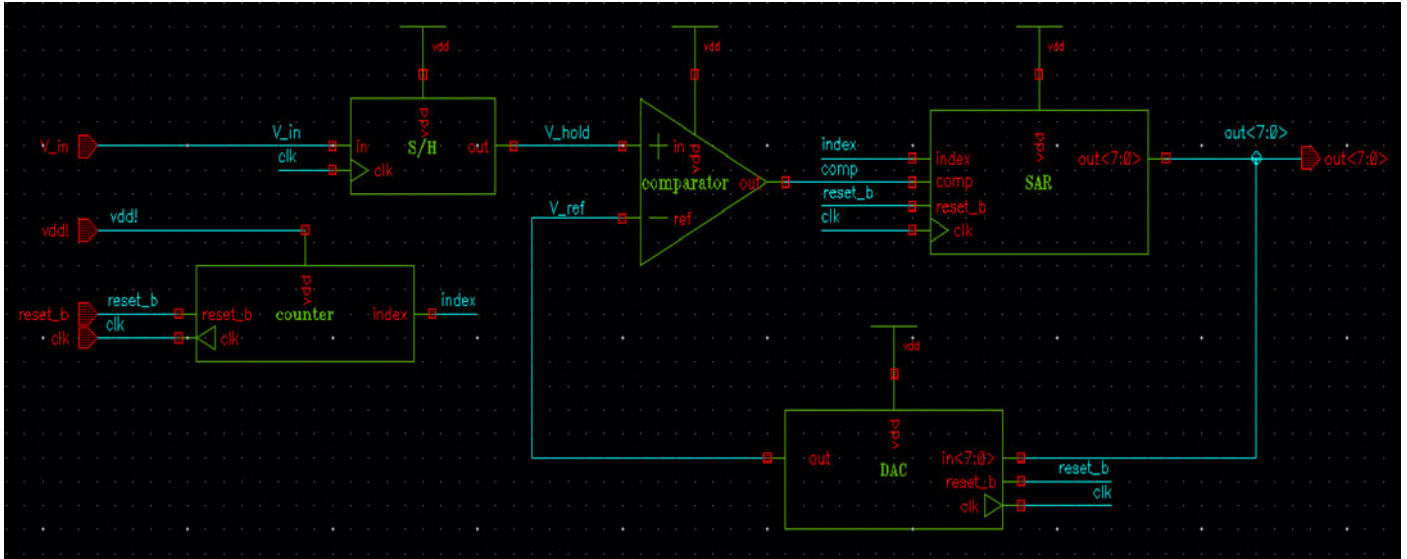 vdd
vdd
vdd
V_in
V_in
clk
in
clk
vdd
S/H
out
V_hold
in
vdd
comparator
out
V_ref
ref
index
comp
reset_b
clk
index
comp
reset_b
clk
vdd
SAR
out<7:0>
out<7:0>
out<7:0>
vdd!
vdd!
reset_b
clk
reset_b
clk
reset_b
clk
vdd
counter
index
index
vdd
out
vdd
DAC
in<7:0>
reset_b
clk
reset_b
clk